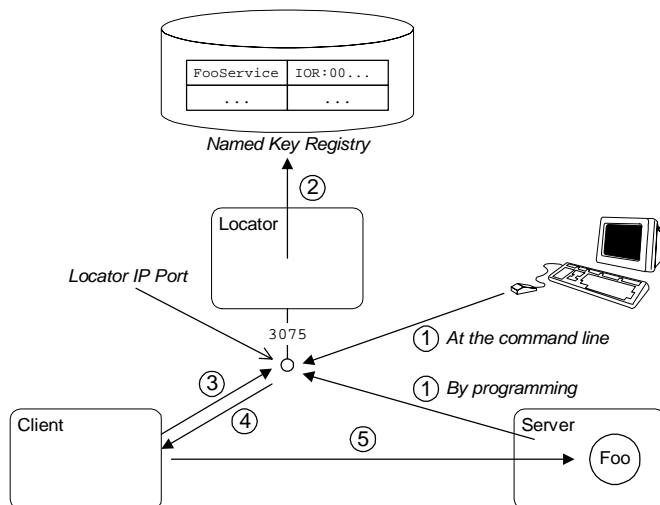 FooService IOR:00...
... ...
Named Key Registry
2
Locator
Locator IP Port
3075
1 At the command line
3
1 By programming
4
Client
5
Server
Foo